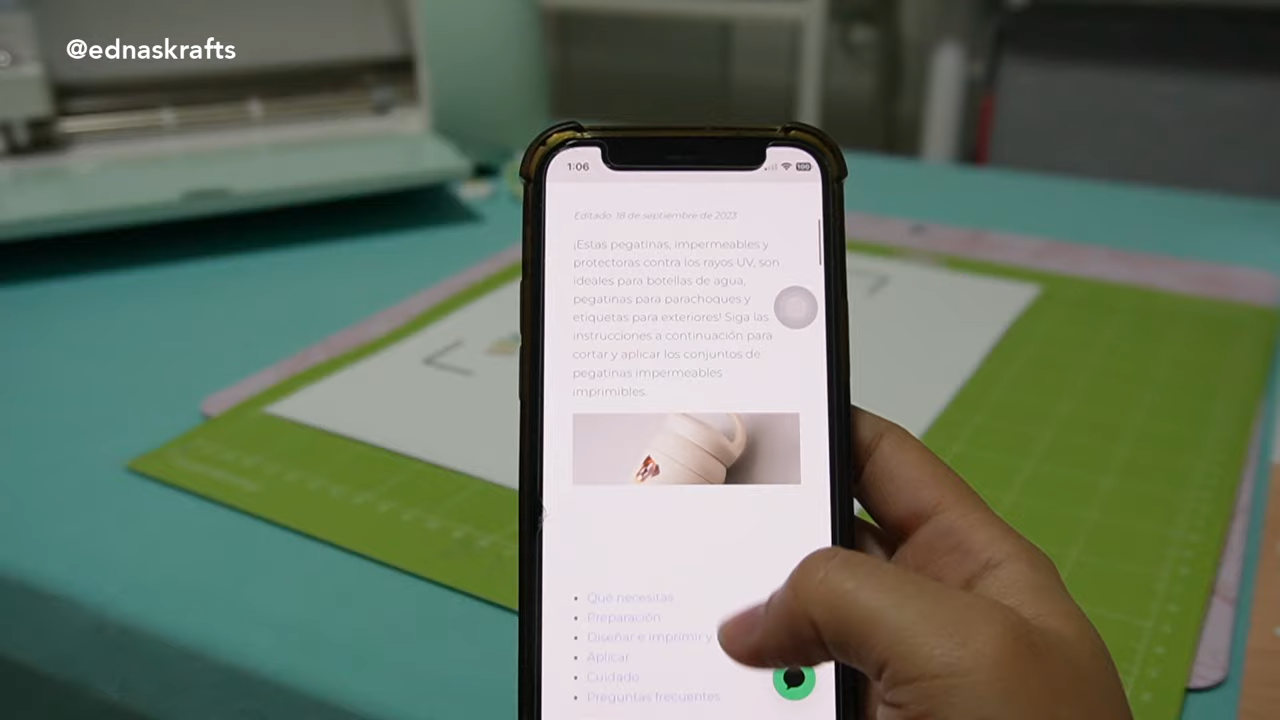 @ednaskrafts
1:06
100
Editado: 18 de septiembre de 2023
¡Estas pegatinas, impermeables y
protectoras contra los rayos UV, son
ideales para botellas de agua,
pegatinas para parachoques y
etiquetas para exteriores! Siga las
instrucciones a continuación para
cortar y aplicar los conjuntos de
pegatinas impermeables
imprimibles.
Qué necesitas
Preparación
Diseñar e imprimir y
Aplicar
Cuidado
Preguntas frecuentes